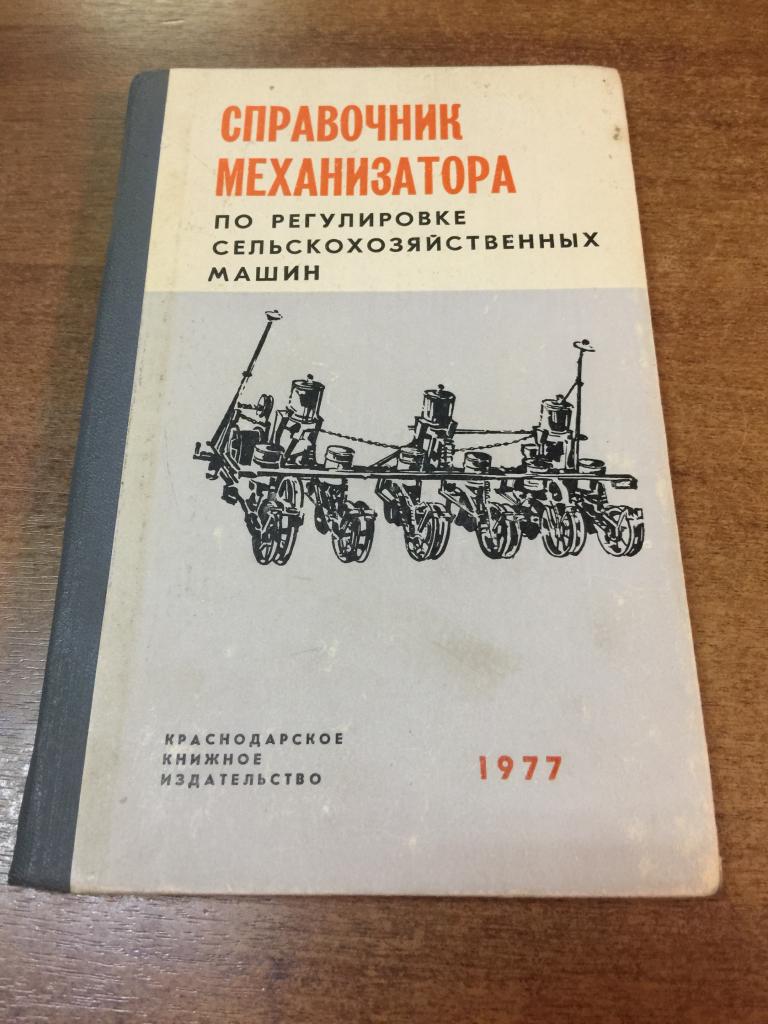 СПРАВОЧНИК
МЕХАНИЗАТОРА
ПО РЕГУЛИРОВКЕ
СЕЛЬСКОХОЗЯЙСТВЕННЫХ
МАШИН
КРАСНОДАРСКОЕ
КНИЖНОЕ
ИЗДАТЕЛЬСТВО
1977